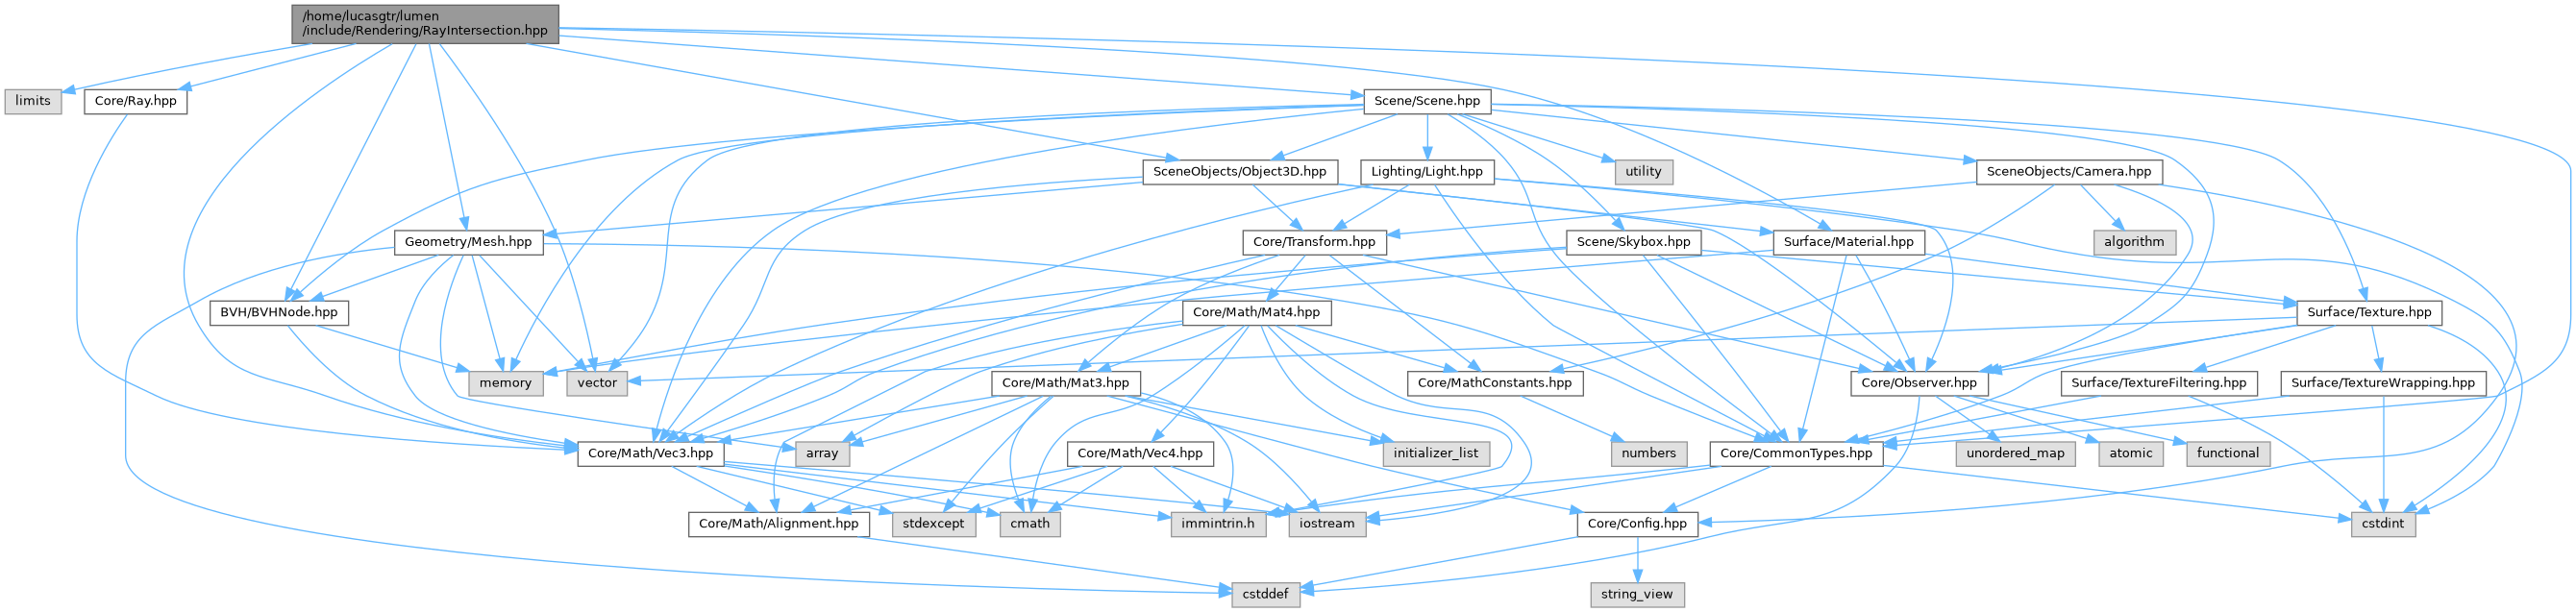 /home/lucasgtr/lumen
/include/Rendering/RayIntersection.hpp
limits
Core/Ray.hpp
Scene/Scene.hpp
SceneObjects/Object3D.hpp
Lighting/Light.hpp
utility
SceneObjects/Camera.hpp
Geometry/Mesh.hpp
Core/Transform.hpp
Scene/Skybox.hpp
Surface/Material.hpp
algorithm
BVH/BVHNode.hpp
Core/Math/Mat4.hpp
Surface/Texture.hpp
memory
vector
Core/Math/Mat3.hpp
Core/MathConstants.hpp
Core/Observer.hpp
Surface/TextureFiltering.hpp
Surface/TextureWrapping.hpp
Core/Math/Vec3.hpp
array
Core/Math/Vec4.hpp
initializer_list
numbers
Core/CommonTypes.hpp
unordered_map
atomic
functional
Core/Math/Alignment.hpp
stdexcept
cmath
immintrin.h
iostream
Core/Config.hpp
cstdint
cstddef
string_view